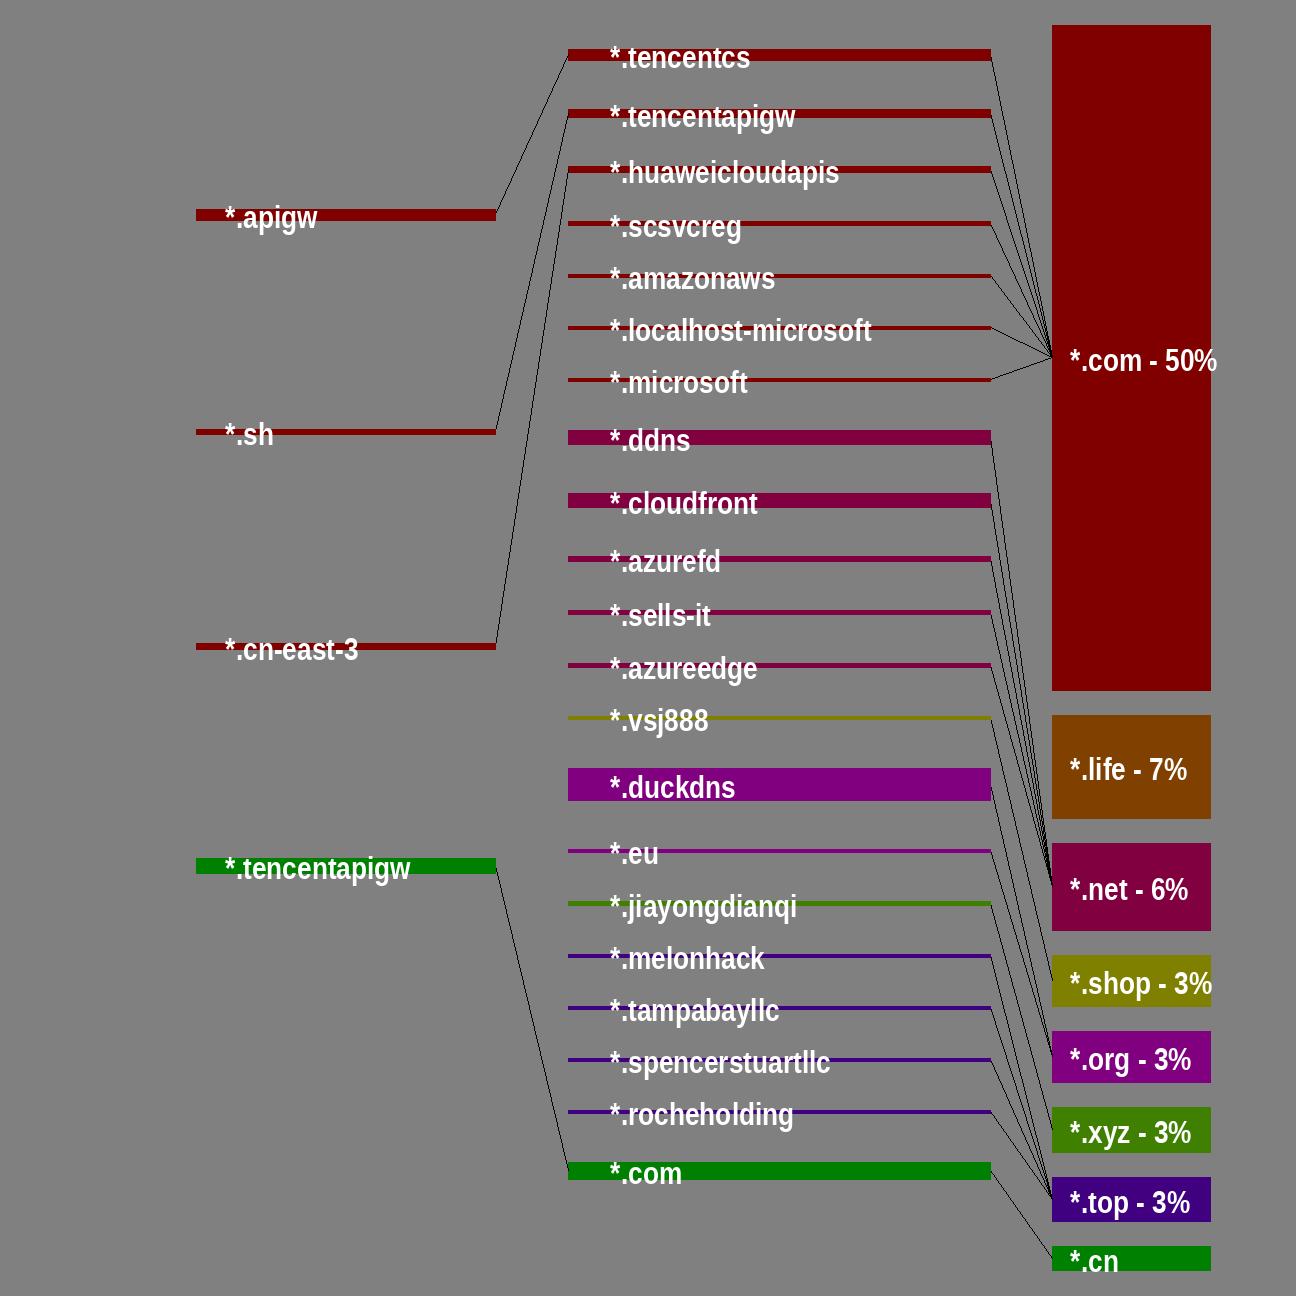 *.apigw
*.sh
*.cn-east-3
*.tencentapigw
*.tencentcs
*.tencentapigw
*.huaweicloudapis
*.scsvcreg
*.amazonaws
*.localhost-microsoft
*.microsoft
*.ddns
*.cloudfront
*.azurefd
*.sells-it
*.azureedge
*.vsj888
*.duckdns
*.eu
*.jiayongdianqi
*.melonhack
*.tampabayllc
*.spencerstuartllc
*.rocheholding
*.com
*.com - 50%
*.life - 7%
*.net - 6%
*.shop - 3%
*.org - 3%
*.xyz - 3%
*.top - 3%
*.cn